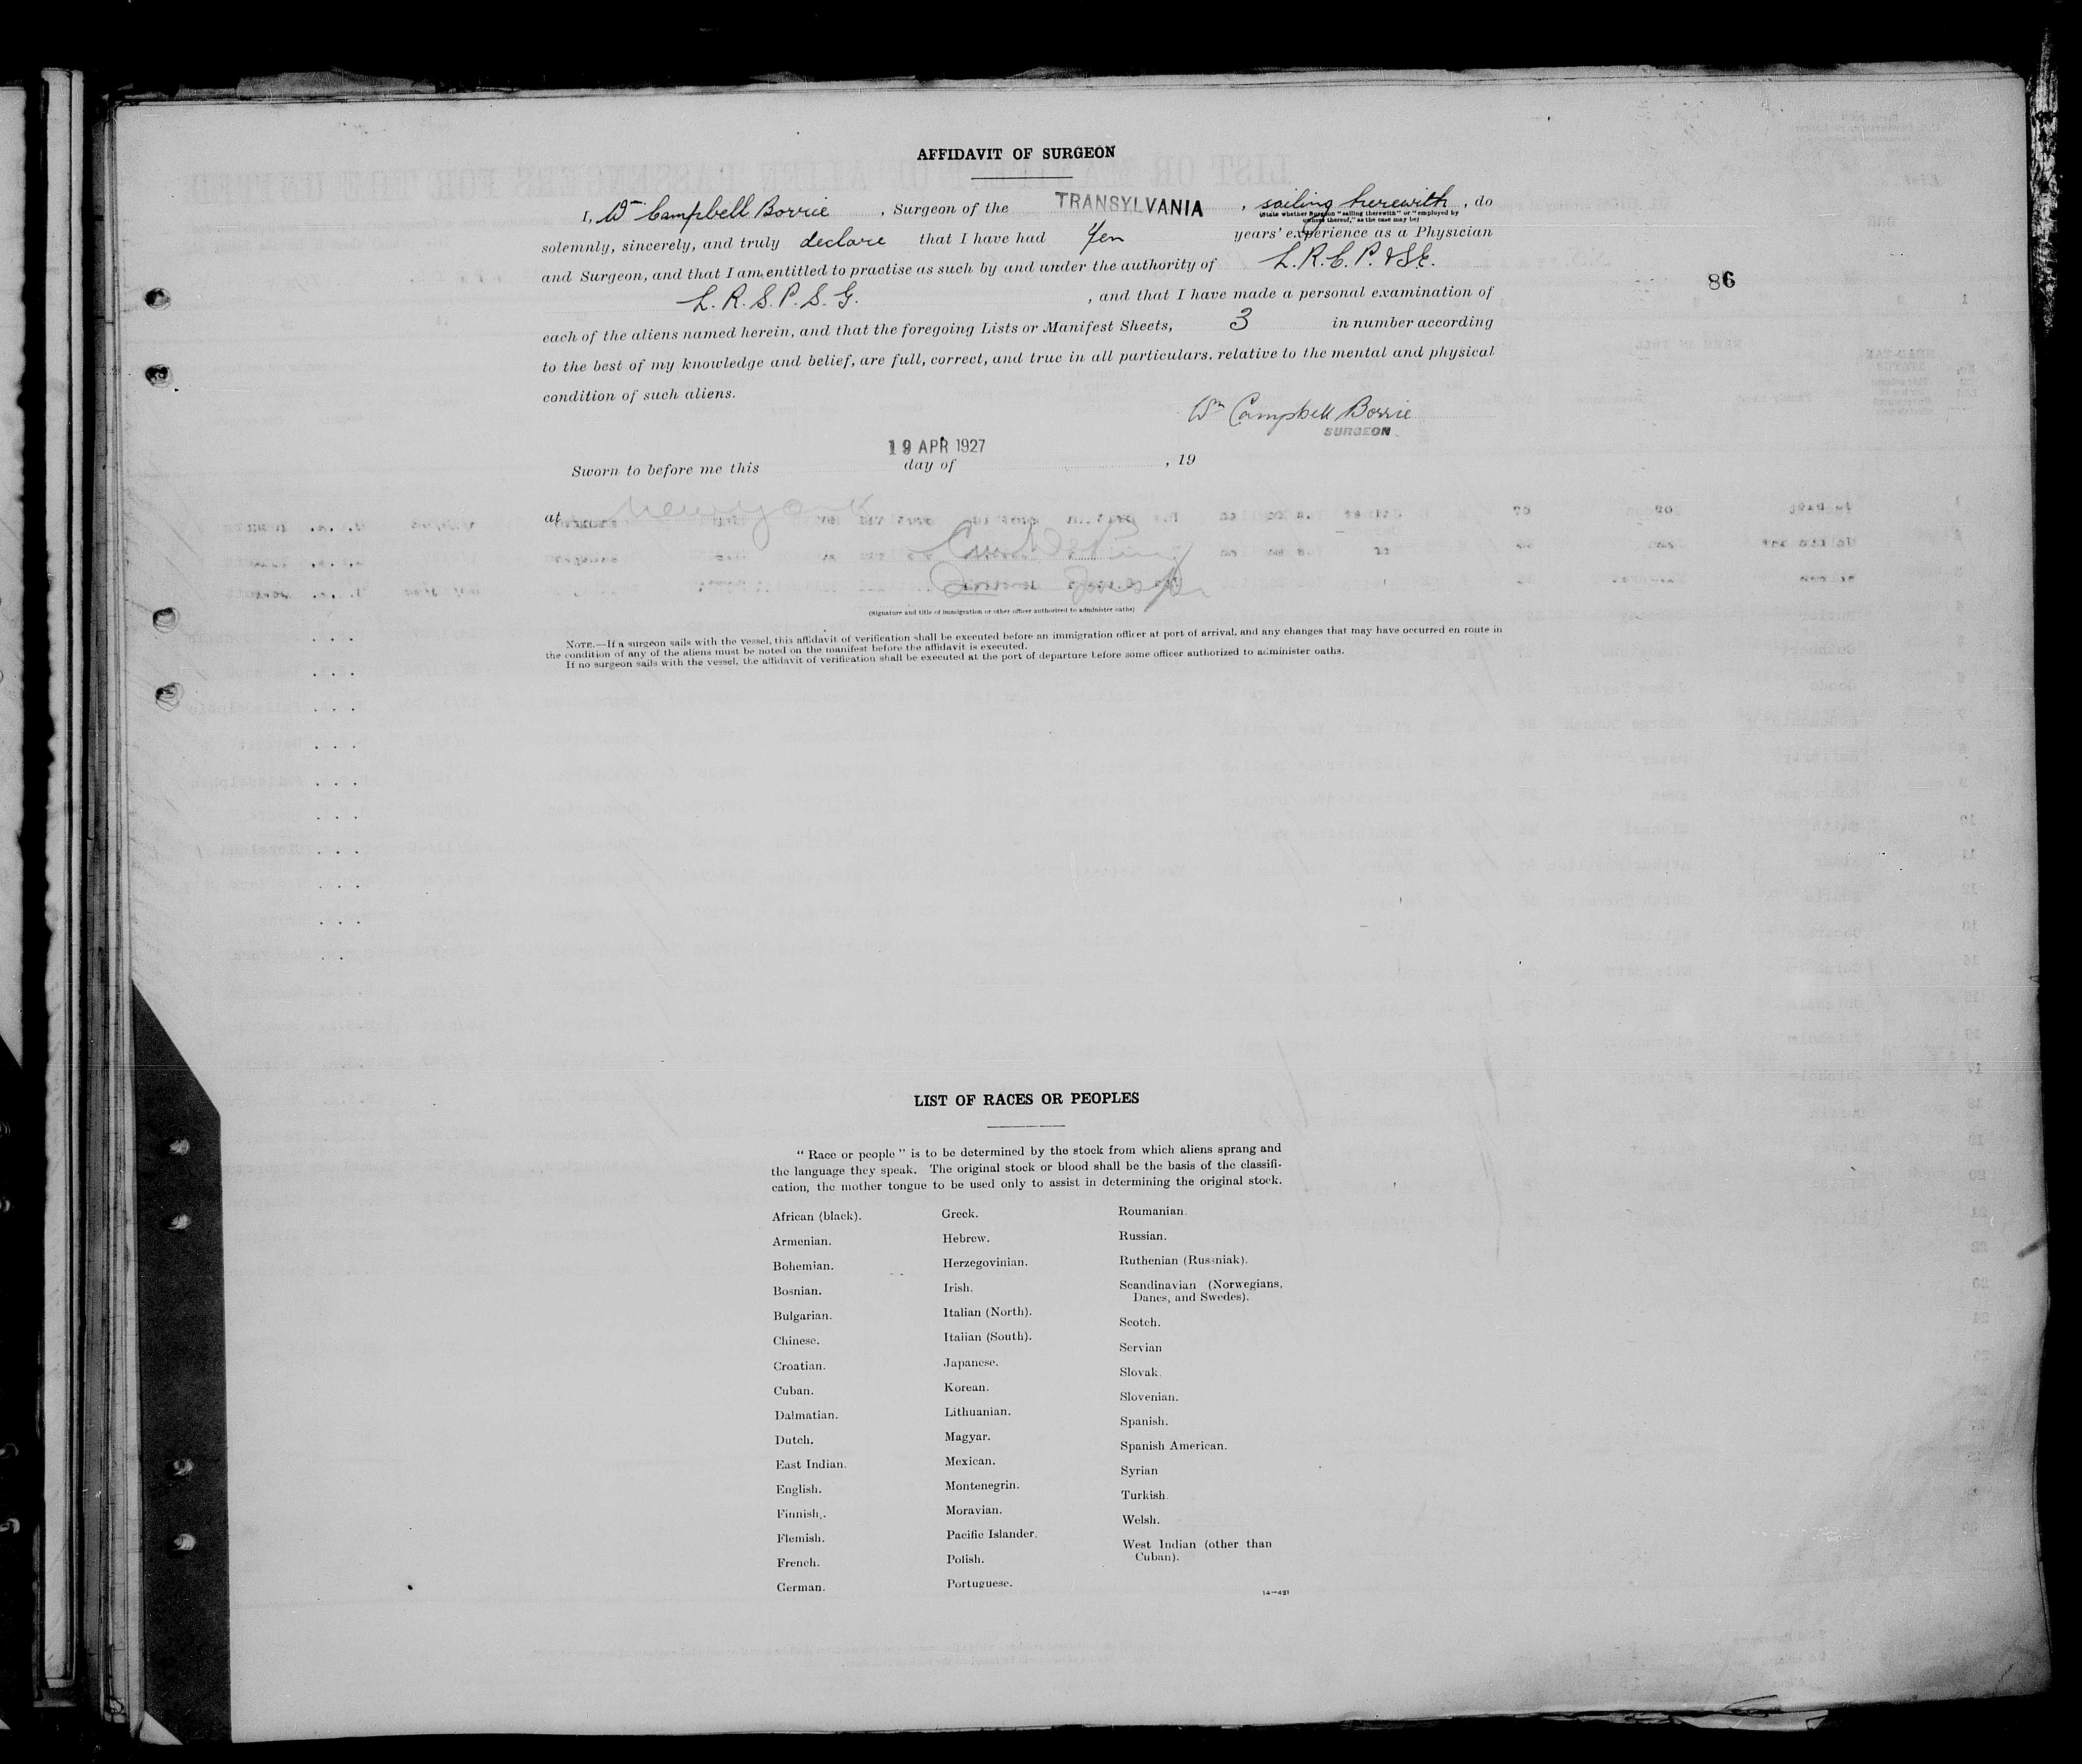 AFFIDAVIT OF SURGEON
I, Wm Campbell Borrie , Surgeon of the TRANSYLVANIA , sailing herewith , do
(State whether Surgeon "sailing therewith" or "employed by
owners thereof," as the case may be)
solemnly, sincerely, and truly declare that I have had Ten years' experience as a Physician
and Surgeon, and that I am entitled to practise as such by and under the authority of L. R. C. P. & S. E.
86
L. R. S. P. S. G. , and that I have made a personal examination of
each of the aliens named herein, and that the foregoing Lists or Manifest Sheets, 3 in number according
to the best of my knowledge and belief, are full, correct, and true in all particulars, relative to the mental and physical
condition of such aliens.
Wm Campbell Borrie
SURGEON
19 APR 1927
Sworn to before me this day of , 19
at New York
(Signature and title of immigration or other officer authorized to administer oaths)
NOTE.—If a surgeon sails with the vessel, this affidavit of verification shall be executed before an immigration officer at port of arrival, and any changes that may have occurred en route in
the condition of any of the aliens must be noted on the manifest before the affidavit is executed.
If no surgeon sails with the vessel, the affidavit of verification shall be executed at the port of departure before some officer authorized to administer oaths.
LIST OF RACES OR PEOPLES
" Race or people " is to be determined by the stock from which aliens sprang and
the language they speak. The original stock or blood shall be the basis of the classifi-
cation, the mother tongue to be used only to assist in determining the original stock.
African (black).
Armenian.
Bohemian.
Bosnian.
Bulgarian.
Chinese.
Croatian.
Cuban.
Dalmatian.
Dutch.
East Indian.
English.
Finnish.
Flemish.
French.
German.
Greek.
Hebrew.
Herzegovinian.
Irish.
Italian (North).
Italian (South).
Japanese.
Korean.
Lithuanian.
Magyar.
Mexican.
Montenegrin.
Moravian.
Pacific Islander.
Polish.
Portuguese.
Roumanian.
Russian.
Ruthenian (Russniak).
Scandinavian (Norwegians,
Danes, and Swedes).
Scotch.
Servian
Slovak.
Slovenian.
Spanish.
Spanish American.
Syrian
Turkish.
Welsh.
West Indian (other than
Cuban).
14—421